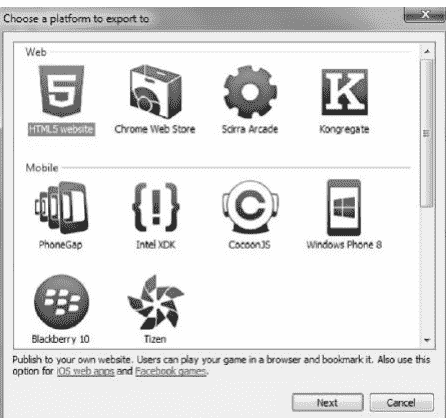 Choose a platform to export to
Web
5
HTML5 website Chrome Web Store Scirra Arcade Kongregate
K
Mobile
{!} C
PhoneGap Intel XDK CocoonJS Windows Phone 8
Blackberry 10 Tizen
Publish to your own website. Users can play your game in a browser and bookmark it. Also use this
option for iOS web apps and Facebook games.
Next Cancel